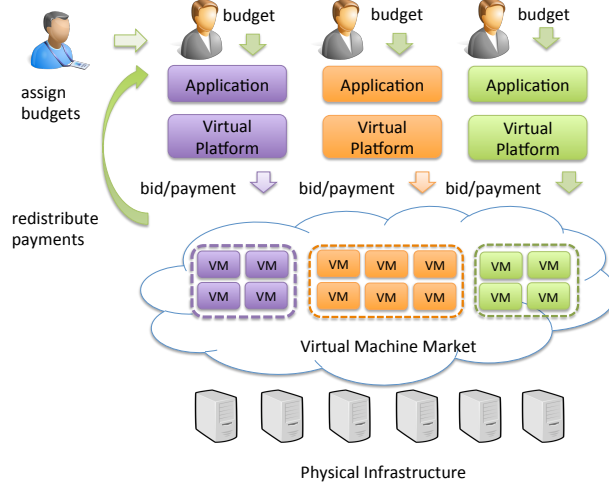 budget
budget
budget
assign
budgets
Application
Application
Application
Virtual
Platform
Virtual
Platform
Virtual
Platform
bid/payment
bid/payment
bid/payment
redistribute
payments
VM VM
VM VM VM
VM VM
VM VM
VM VM VM
VM VM
Virtual Machine Market
Physical Infrastructure